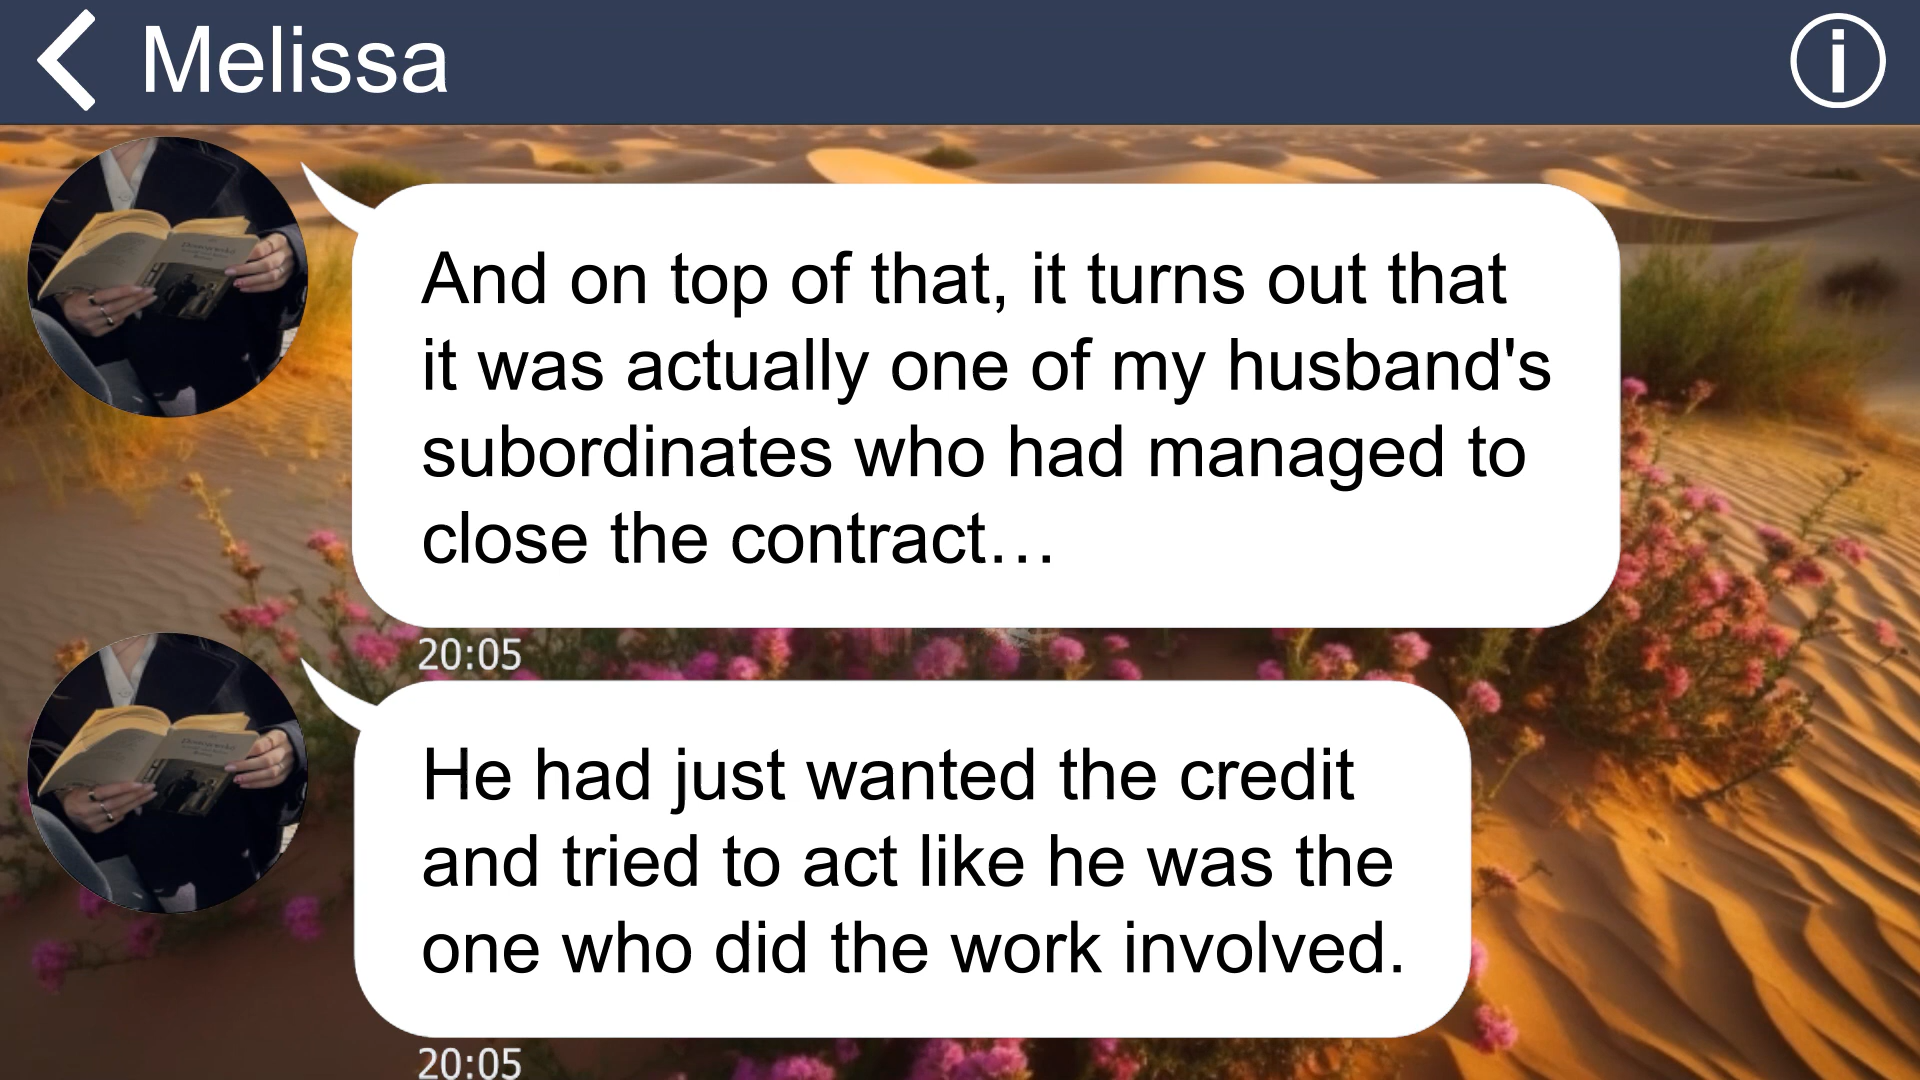 Melissa
And on top of that, it turns out that
it was actually one of my husband's
subordinates who had managed to
close the contract…
20:05
He had just wanted the credit
and tried to act like he was the
one who did the work involved.
20:05